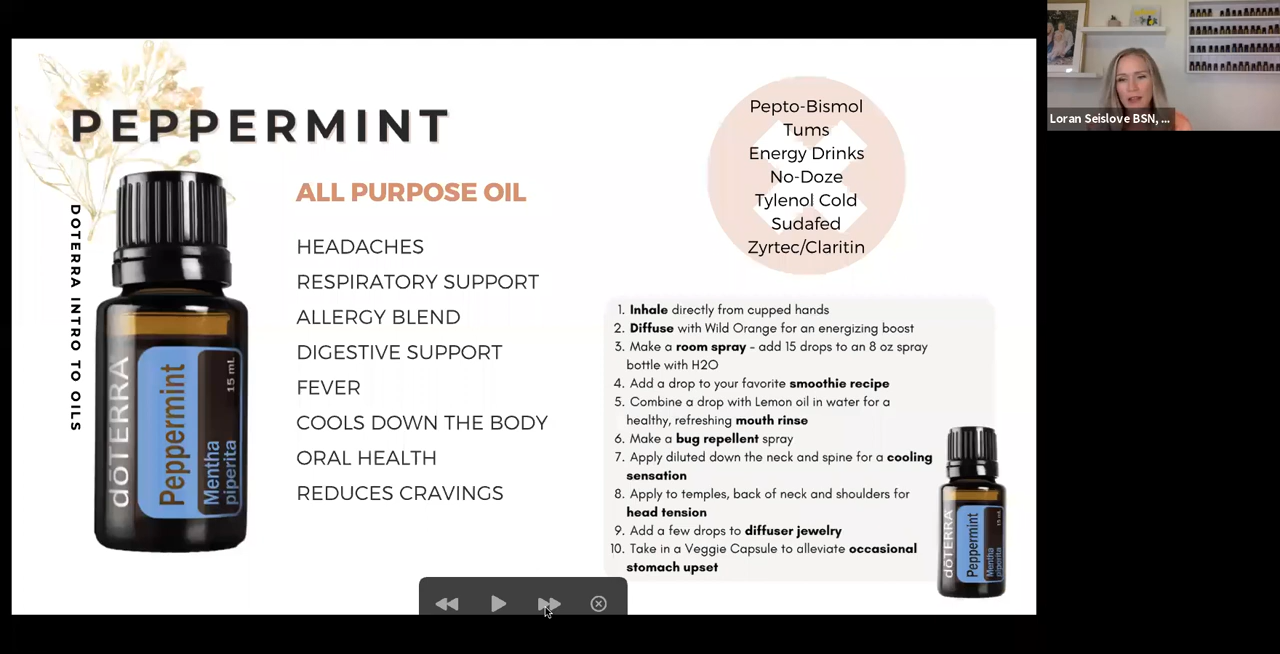 PEPPERMINT
DOTERRA INTRO TO OILS
ALL PURPOSE OIL
HEADACHES
RESPIRATORY SUPPORT
ALLERGY BLEND
DIGESTIVE SUPPORT
FEVER
COOLS DOWN THE BODY
ORAL HEALTH
REDUCES CRAVINGS
dōTERRA
Peppermint
Mentha
piperita
15 mL
Pepto-Bismol
Tums
Energy Drinks
No-Doze
Tylenol Cold
Sudafed
Zyrtec/Claritin
1. Inhale directly from cupped hands
2. Diffuse with Wild Orange for an energizing boost
3. Make a room spray - add 15 drops to an 8 oz spray
bottle with H2O
4. Add a drop to your favorite smoothie recipe
5. Combine a drop with Lemon oil in water for a
healthy, refreshing mouth rinse
6. Make a bug repellent spray
7. Apply diluted down the neck and spine for a cooling
sensation
8. Apply to temples, back of neck and shoulders for
head tension
9. Add a few drops to diffuser jewelry
10. Take in a Veggie Capsule to alleviate occasional
stomach upset
dōTERRA
Peppermint
Mentha
piperita
15 mL
Loran Seislove BSN, ...